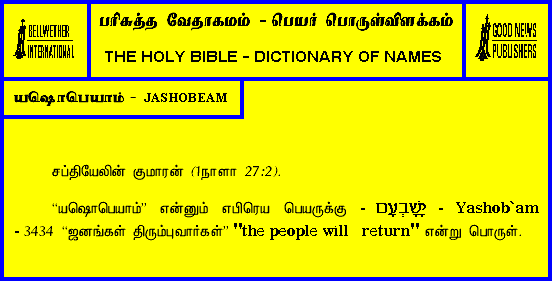 BELLWETHER
INTERNATIONAL
பரிசுத்த வேதாகமம் - பெயர் பொருள்விளக்கம்
THE HOLY BIBLE - DICTIONARY OF NAMES
GOOD NEWS
PUBLISHERS
யஷொபெயாம் - JASHOBEAM
சப்தியேலின் குமாரன் (1நாளா 27:2).
“யஷொபெயாம்” என்னும் எபிரெய பெயருக்கு - יָשָׁבְעָם - Yashob`am
- 3434 “ஜனங்கள் திரும்புவார்கள்” "the people will return" என்று பொருள்.